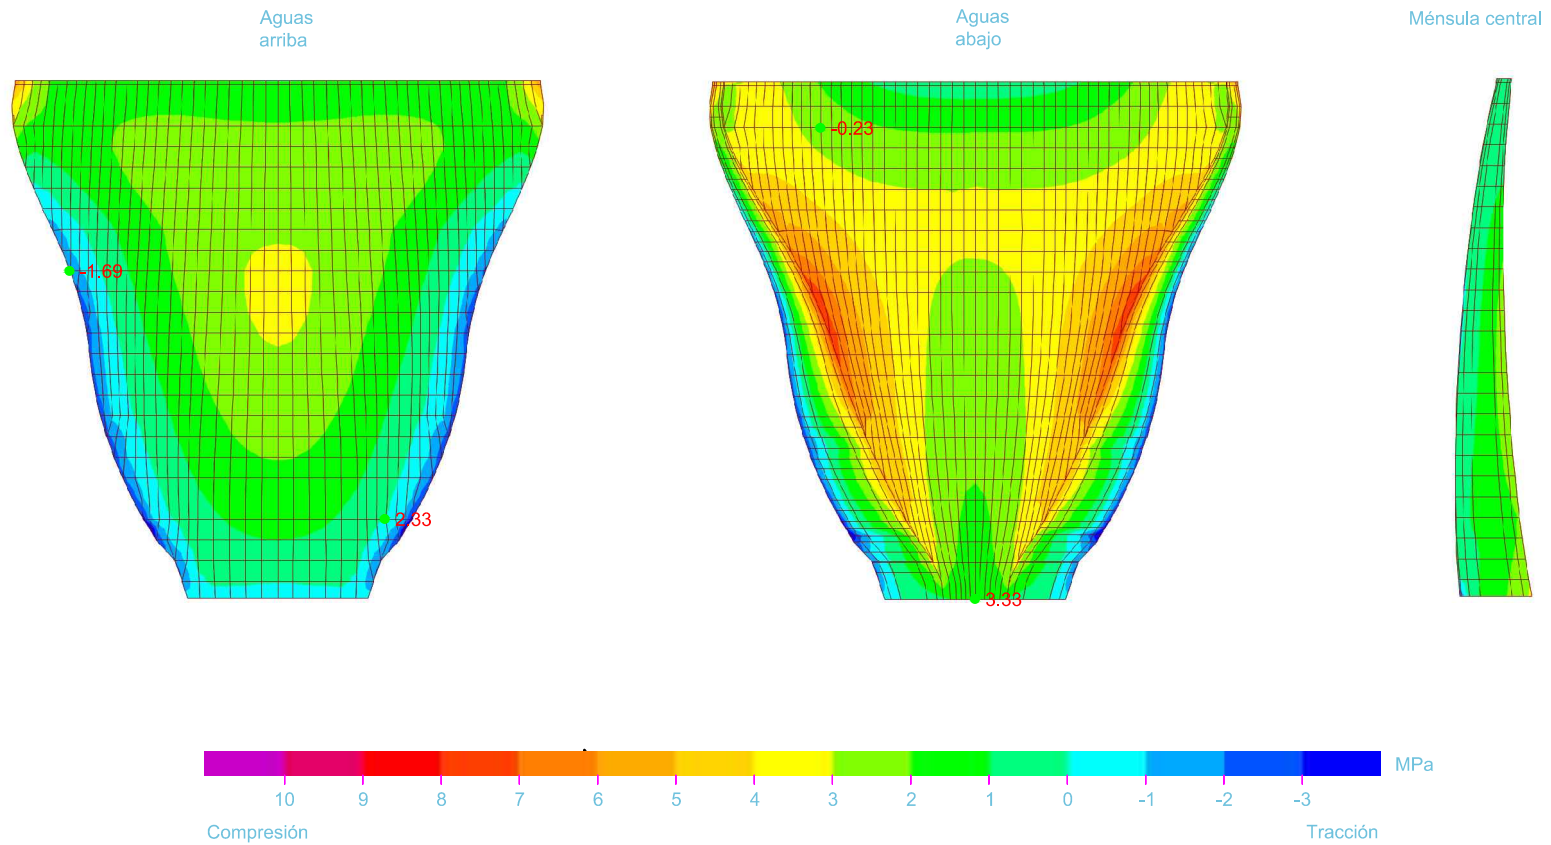 Aguas
arriba
Aguas
abajo
Ménsula central
-0.23
-1.69
2.33
3.33
MPa
10 9 8 7 6 5 4 3 2 1 0 -1 -2 -3
Compresión
Tracción